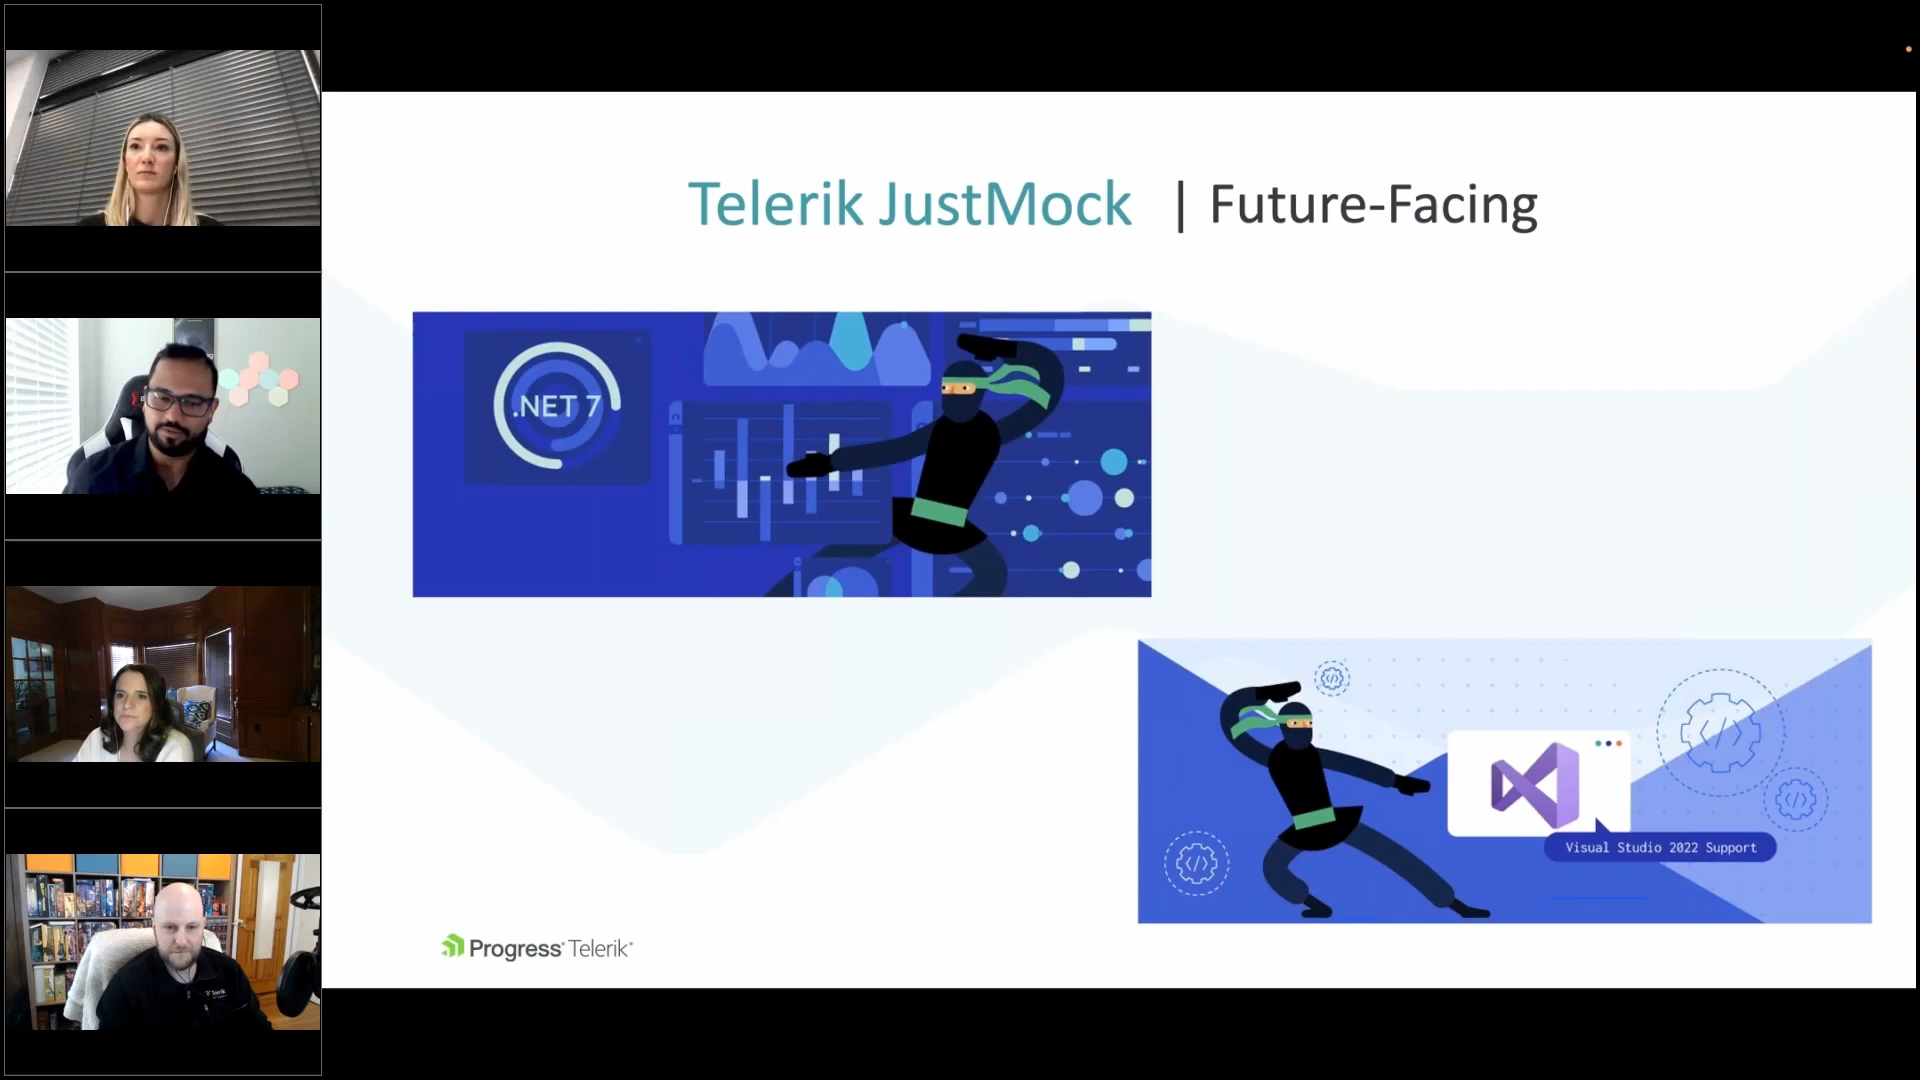 Telerik JustMock | Future-Facing
.NET 7
Visual Studio 2022 Support
Progress® Telerik®